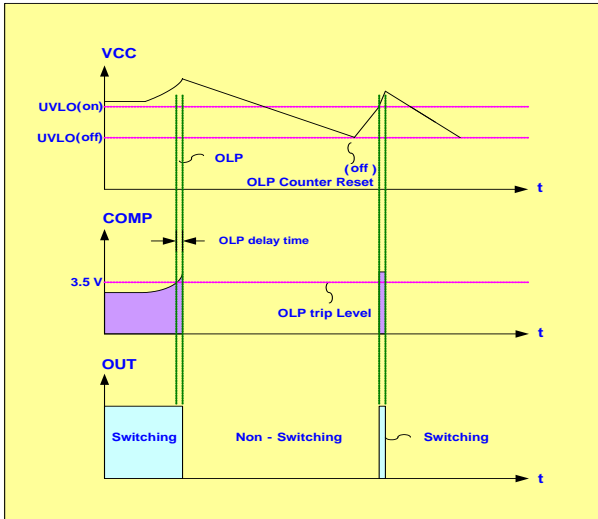 VCC
UVLO(on)
UVLO(off)
OLP
(off)
OLP Counter Reset
t
COMP
OLP delay time
3.5 V
OLP trip Level
t
OUT
Switching
Non - Switching
Switching
t